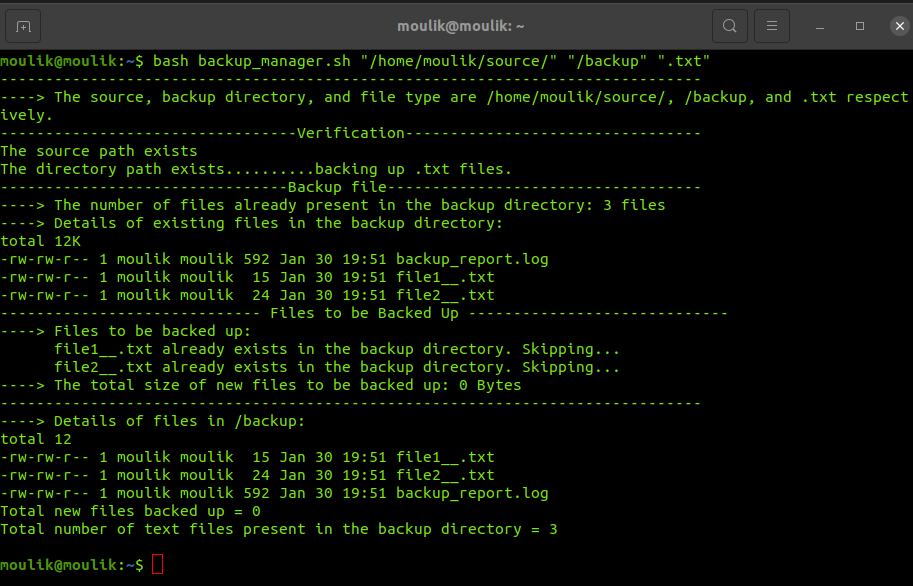 moulik@moulik: ~
moulik@moulik:~$ bash backup_manager.sh "/home/moulik/source/" "/backup" ".txt"
------------------------------------------------------------------------------
----> The source, backup directory, and file type are /home/moulik/source/, /backup, and .txt respect
ively.
---------------------------------Verification---------------------------------
The source path exists
The directory path exists..........backing up .txt files.
--------------------------------Backup file-----------------------------------
----> The number of files already present in the backup directory: 3 files
----> Details of existing files in the backup directory:
total 12K
-rw-rw-r-- 1 moulik moulik 592 Jan 30 19:51 backup_report.log
-rw-rw-r-- 1 moulik moulik  15 Jan 30 19:51 file1__.txt
-rw-rw-r-- 1 moulik moulik  24 Jan 30 19:51 file2__.txt
----------------------------- Files to be Backed Up -----------------------------
----> Files to be backed up:
      file1__.txt already exists in the backup directory. Skipping...
      file2__.txt already exists in the backup directory. Skipping...
----> The total size of new files to be backed up: 0 Bytes
------------------------------------------------------------------------------
----> Details of files in /backup:
total 12
-rw-rw-r-- 1 moulik moulik  15 Jan 30 19:51 file1__.txt
-rw-rw-r-- 1 moulik moulik  24 Jan 30 19:51 file2__.txt
-rw-rw-r-- 1 moulik moulik 592 Jan 30 19:51 backup_report.log
Total new files backed up = 0
Total number of text files present in the backup directory = 3
moulik@moulik:~$